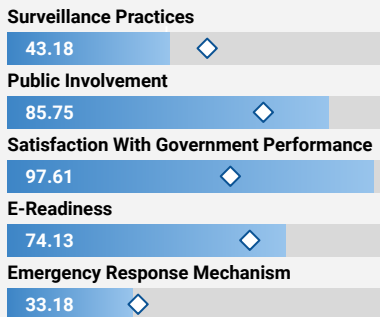 Surveillance Practices
43.18
Public Involvement
85.75
Satisfaction With Government Performance
97.61
E-Readiness
74.13
Emergency Response Mechanism
33.18